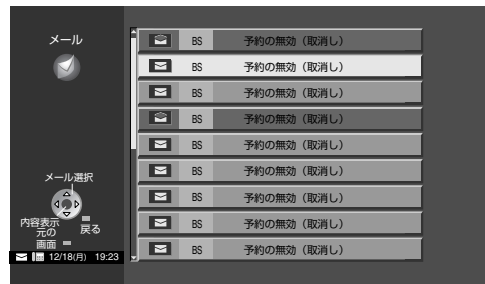 メール
BS 予約の無効（取消し）
BS 予約の無効（取消し）
BS 予約の無効（取消し）
BS 予約の無効（取消し）
BS 予約の無効（取消し）
BS 予約の無効（取消し）
BS 予約の無効（取消し）
BS 予約の無効（取消し）
BS 予約の無効（取消し）
メール選択
内容表示
元の
画面
戻る
12/18(月) 19:23